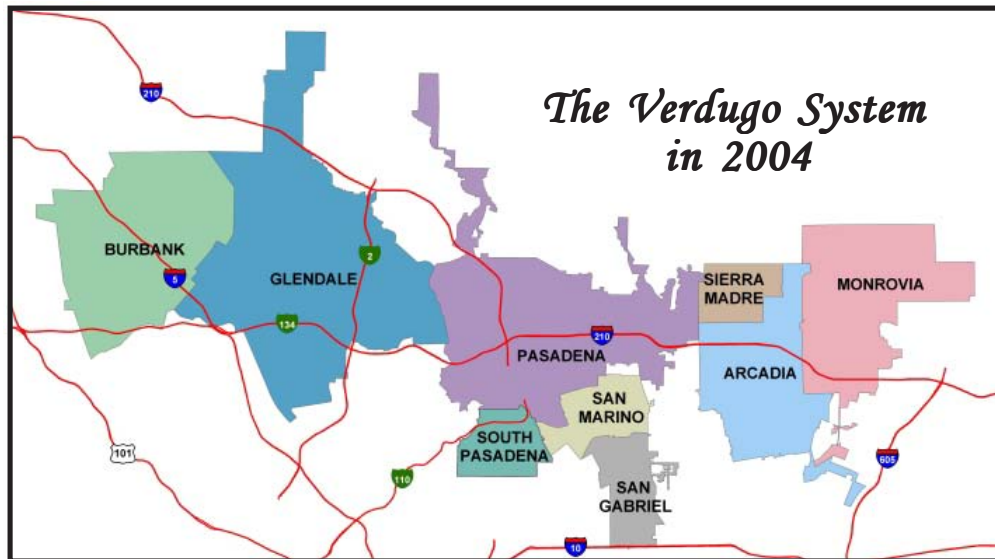 The Verdugo System
in 2004
210
BURBANK
5
GLENDALE
2
134
PASADENA
210
SIERRA
MADRE
MONROVIA
ARCADIA
SAN
MARINO
SOUTH
PASADENA
101
110
SAN
GABRIEL
605
10